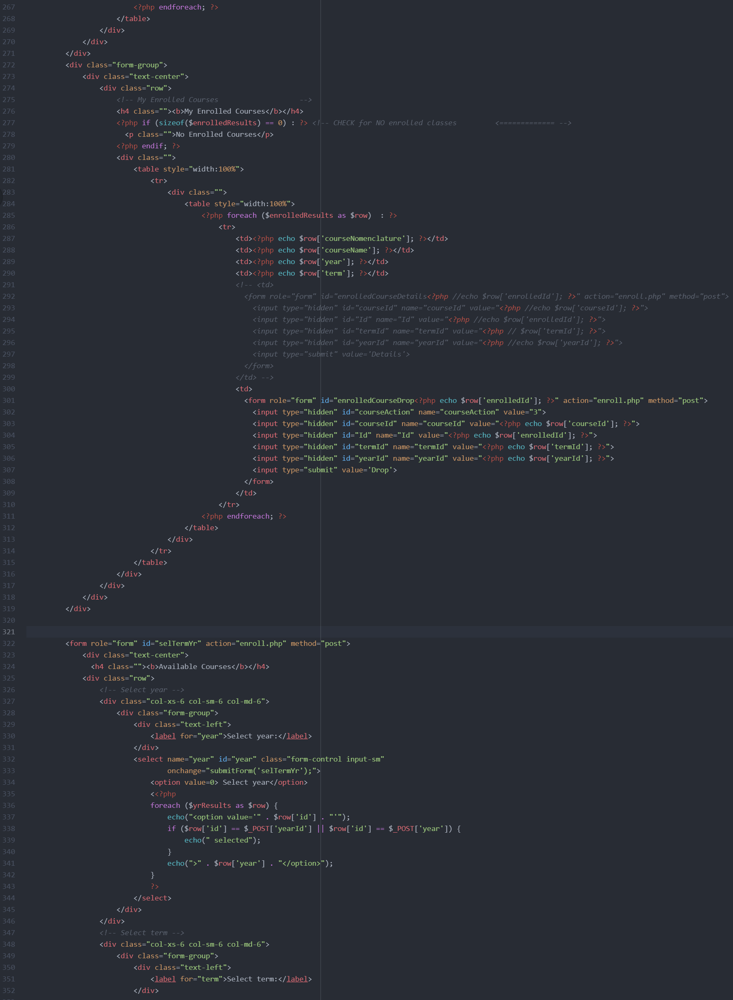 267 <?php endforeach; ?>
268 </table>
269 </div>
270 </div>
271 </div>
272 <div class="form-group">
273 <div class="text-center">
274 <div class="row">
275 <!-- My Enrolled Courses -->
276 <h4 class=""><b>My Enrolled Courses</b></h4>
277 <?php if (sizeof($enrolledResults) == 0) : ?> <!-- CHECK for NO enrolled classes <============= -->
278 <p class="">No Enrolled Courses</p>
279 <?php endif; ?>
280 <div class="">
281 <table style="width:100%">
282 <tr>
283 <div class="">
284 <table style="width:100%">
285 <?php foreach ($enrolledResults as $row)  : ?>
286 <tr>
287 <td><?php echo $row['courseNomenclature']; ?></td>
288 <td><?php echo $row['courseName']; ?></td>
289 <td><?php echo $row['year']; ?></td>
290 <td><?php echo $row['term']; ?></td>
291 <!-- <td>
292 <form role="form" id="enrolledCourseDetails<?php //echo $row['enrolledId']; ?>" action="enroll.php" method="post">
293 <input type="hidden" id="courseId" name="courseId" value="<?php //echo $row['courseId']; ?>">
294 <input type="hidden" id="Id" name="Id" value="<?php //echo $row['enrolledId']; ?>">
295 <input type="hidden" id="termId" name="termId" value="<?php // $row['termId']; ?>">
296 <input type="hidden" id="yearId" name="yearId" value="<?php //echo $row['yearId']; ?>">
297 <input type="submit" value='Details'>
298 </form>
299 </td> -->
300 <td>
301 <form role="form" id="enrolledCourseDrop<?php echo $row['enrolledId']; ?>" action="enroll.php" method="post">
302 <input type="hidden" id="courseAction" name="courseAction" value="3">
303 <input type="hidden" id="courseId" name="courseId" value="<?php echo $row['courseId']; ?>">
304 <input type="hidden" id="Id" name="Id" value="<?php echo $row['enrolledId']; ?>">
305 <input type="hidden" id="termId" name="termId" value="<?php echo $row['termId']; ?>">
306 <input type="hidden" id="yearId" name="yearId" value="<?php echo $row['yearId']; ?>">
307 <input type="submit" value='Drop'>
308 </form>
309 </td>
310 </tr>
311 <?php endforeach; ?>
312 </table>
313 </div>
314 </tr>
315 </table>
316 </div>
317 </div>
318 </div>
319 </div>
320
321
322 <form role="form" id="selTermYr" action="enroll.php" method="post">
323 <div class="text-center">
324 <h4 class=""><b>Available Courses</b></h4>
325 <div class="row">
326 <!-- Select year -->
327 <div class="col-xs-6 col-sm-6 col-md-6">
328 <div class="form-group">
329 <div class="text-left">
330 <label for="year">Select year:</label>
331 </div>
332 <select name="year" id="year" class="form-control input-sm"
333 onchange="submitForm('selTermYr');">
334 <option value=0> Select year</option>
335 <<?php
336 foreach ($yrResults as $row) {
337 echo("<option value='" . $row['id'] . "'");
338 if ($row['id'] == $_POST['yearId'] || $row['id'] == $_POST['year']) {
339 echo(" selected");
340 }
341 echo(">" . $row['year'] . "</option>");
342 }
343 ?>
344 </select>
345 </div>
346 </div>
347 <!-- Select term -->
348 <div class="col-xs-6 col-sm-6 col-md-6">
349 <div class="form-group">
350 <div class="text-left">
351 <label for="term">Select term:</label>
352 </div>